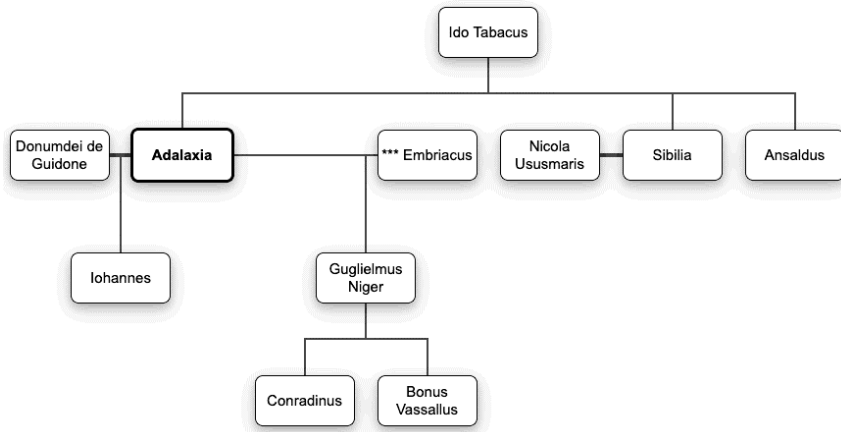 Ido Tabacus
Donumdei de
Guidone
Adalaxia
*** Embriacus
Nicola
Ususmaris
Sibilia
Ansaldus
Iohannes
Guglielmus
Niger
Conradinus
Bonus
Vassallus